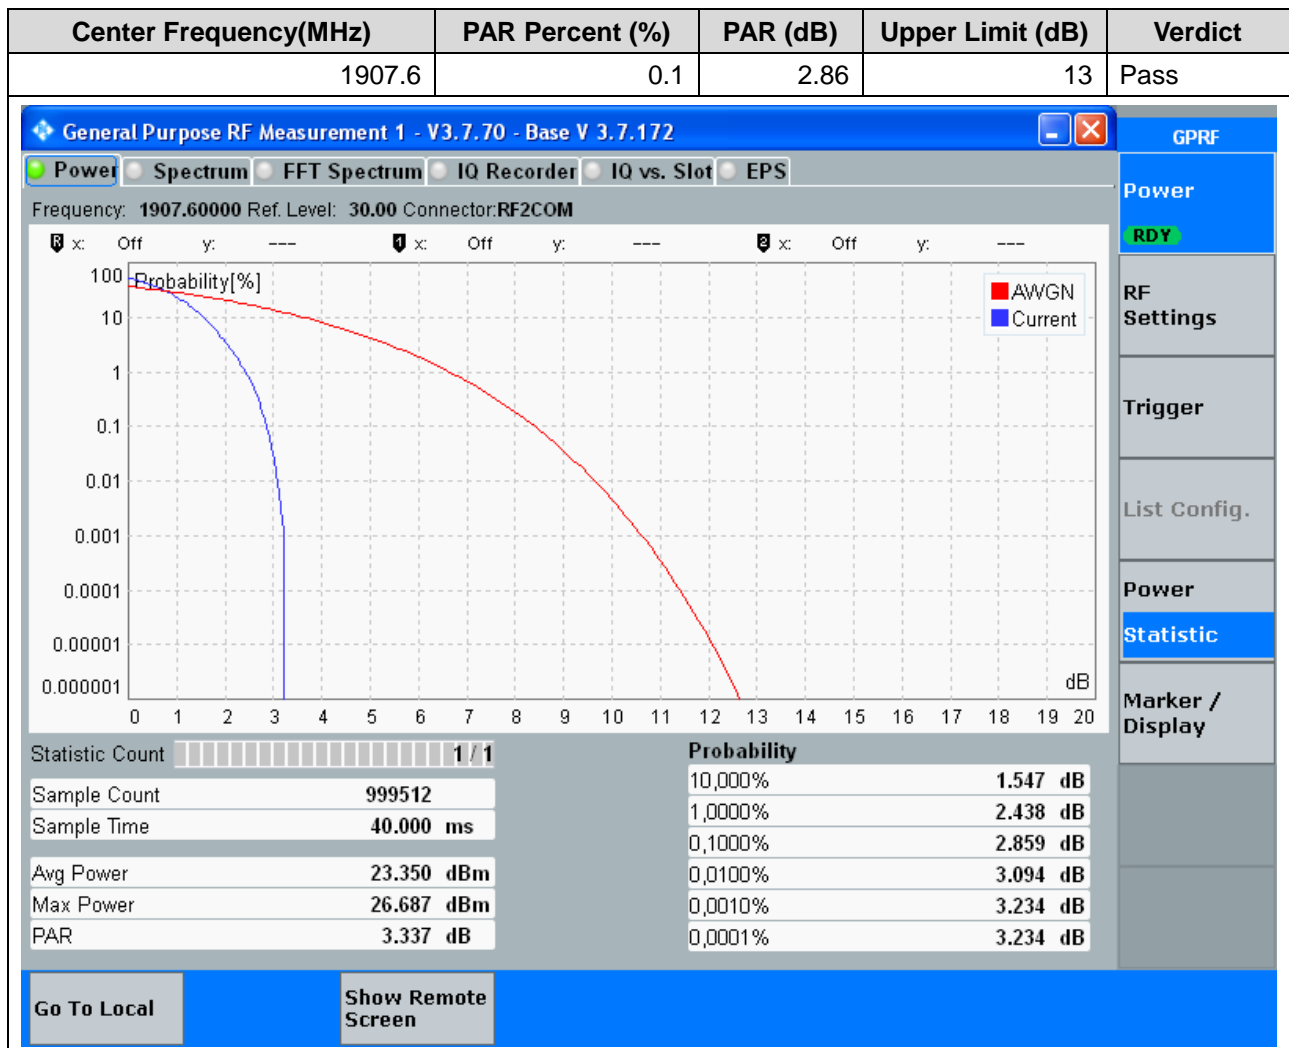 Center Frequency(MHz) PAR Percent (%) PAR (dB) Upper Limit (dB) Verdict
1907.6 0.1 2.86 13 Pass
General Purpose RF Measurement 1 - V3.7.70 - Base V 3.7.172
GPRF
Power Spectrum FFT Spectrum IQ Recorder IQ vs. Slot EPS
Frequency: 1907.60000 Ref. Level: 30.00 Connector:RF2COM
R x: Off y: --- 1 x: Off y: --- 2 x: Off y: ---
Probability[%]
100
10
1
0.1
0.01
0.001
0.0001
0.00001
0.000001
AWGN
Current
dB
0 1 2 3 4 5 6 7 8 9 10 11 12 13 14 15 16 17 18 19 20
Statistic Count 1 / 1
Sample Count 999512
Sample Time 40.000 ms
Avg Power 23.350 dBm
Max Power 26.687 dBm
PAR 3.337 dB
Probability
10,000% 1.547 dB
1,0000% 2.438 dB
0,1000% 2.859 dB
0,0100% 3.094 dB
0,0010% 3.234 dB
0,0001% 3.234 dB
Power
RDY
RF
Settings
Trigger
List Config.
Power
Statistic
Marker /
Display
Go To Local
Show Remote
Screen